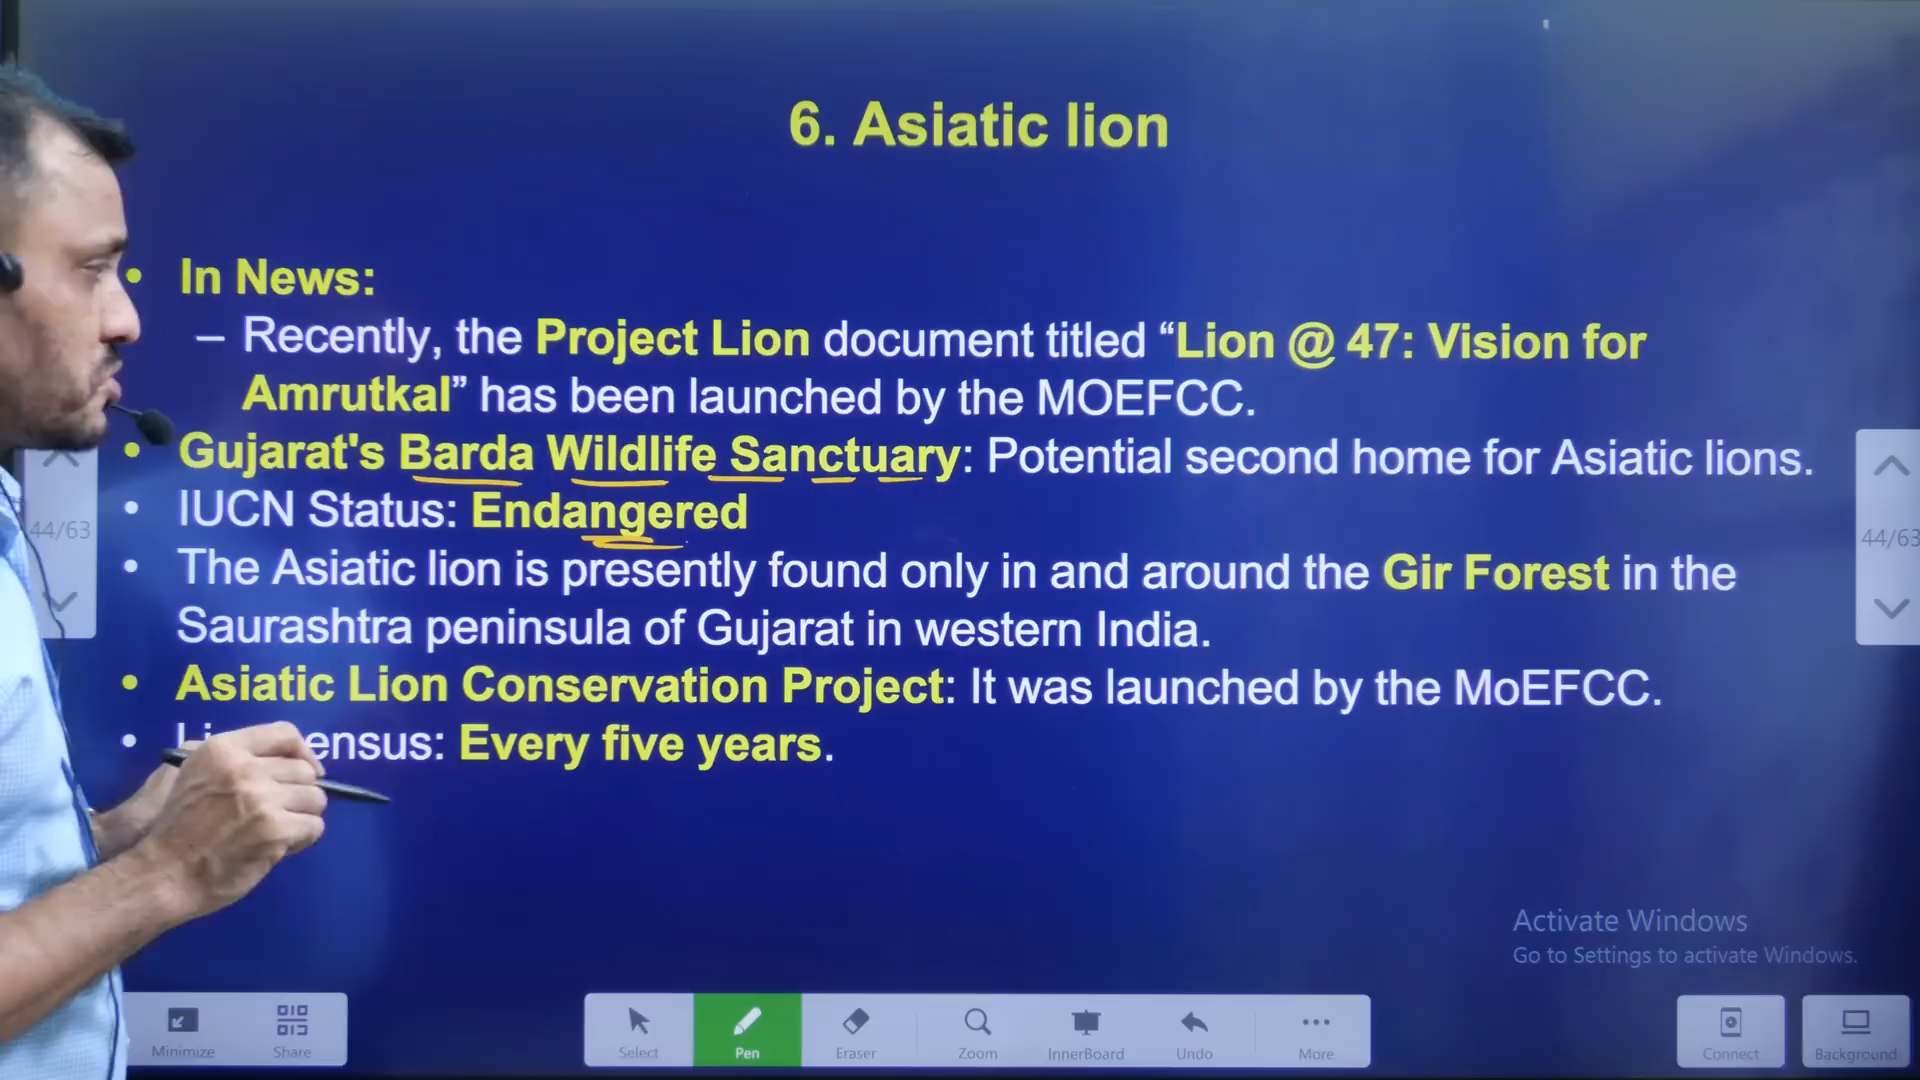 6. Asiatic lion
• In News:
– Recently, the Project Lion document titled “Lion @ 47: Vision for
Amrutkal” has been launched by the MOEFCC.
• Gujarat's Barda Wildlife Sanctuary: Potential second home for Asiatic lions.
• IUCN Status: Endangered
44/63
44/63
• The Asiatic lion is presently found only in and around the Gir Forest in the
Saurashtra peninsula of Gujarat in western India.
• Asiatic Lion Conservation Project: It was launched by the MoEFCC.
• Every five years.
Activate Windows
Go to Settings to activate Windows.
Minimize Share Select Pen Eraser Zoom InnerBoard Undo More Connect Background